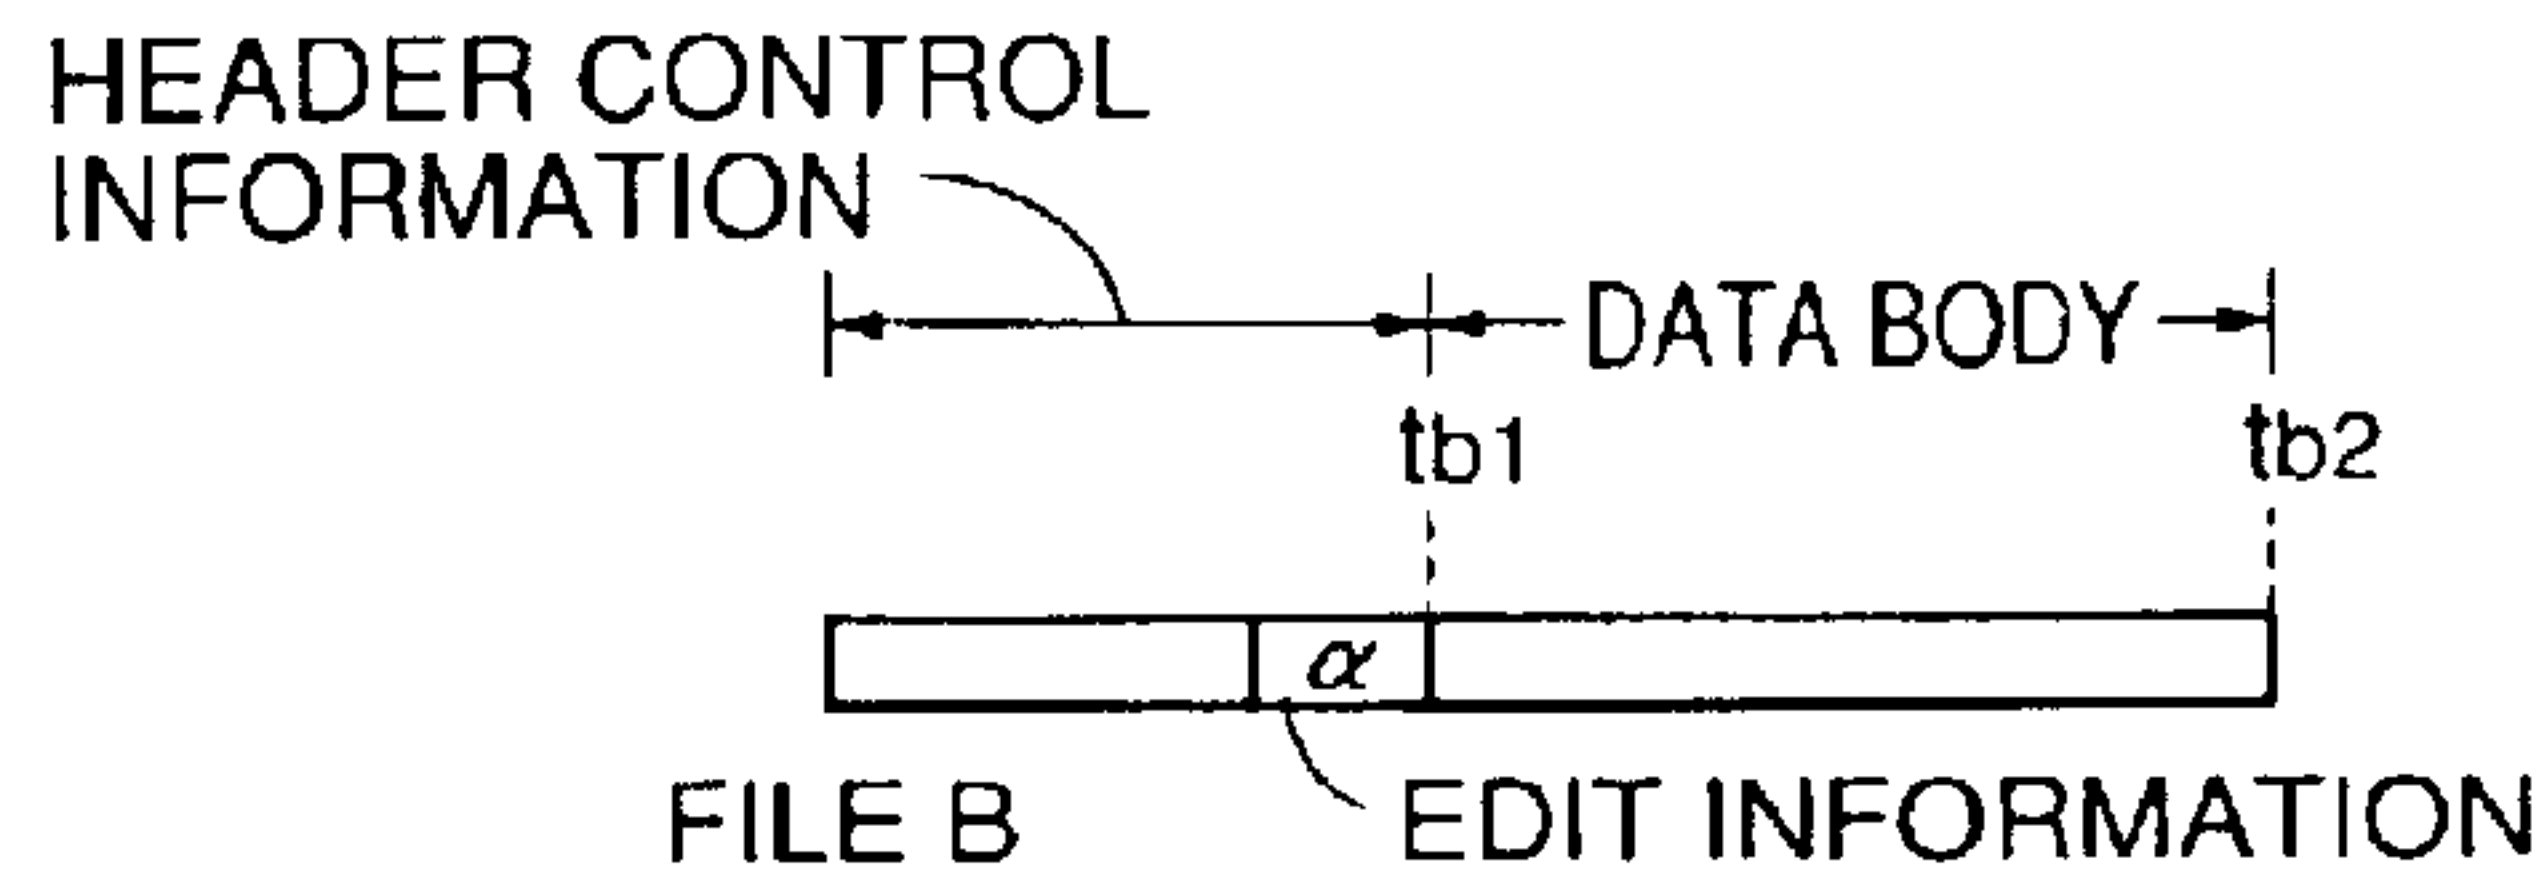 HEADER CONTROL
INFORMATION
DATA BODY
tb1
tb2
α
FILE B
EDIT INFORMATION